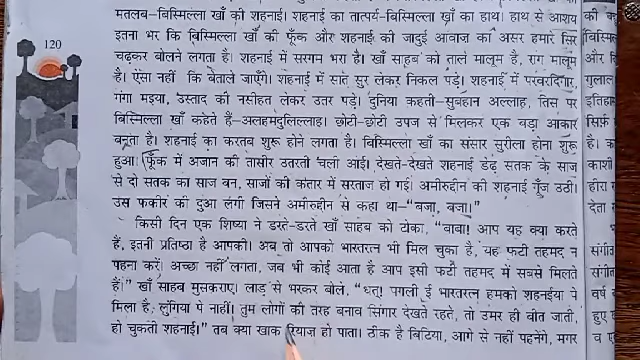 मतलब-बिस्मिल्ला खाँ की शहनाई। शहनाई का तात्पर्य-बिस्मिल्ला खाँ का हाथ। हाथ से आशय
इतना भर कि बिस्मिल्ला खाँ की फूँक और शहनाई की जादुई आवाज़ का असर हमारे सिर
120
चढ़कर बोलने लगता है। शहनाई में सरगम भरा है। खाँ साहब को ताल मालूम है, राग मालूम
है। ऐसा नहीं कि बेताले जाएँगे। शहनाई में सात सुर लेकर निकल पड़े। शहनाई में परवरदिगार,
गंगा मइया, उस्ताद की नसीहत लेकर उतर पड़े। दुनिया कहती-सुबहान अल्लाह, तिस पर
बिस्मिल्ला खाँ कहते हैं-अलहमदुलिल्लाह। छोटी-छोटी उपज से मिलकर एक बड़ा आकार
बनता है। शहनाई का करतब शुरू होने लगता है। बिस्मिल्ला खाँ का संसार सुरीला होना शुरू
हुआ। फूँक में अजान की तासीर उतरती चली आई। देखते-देखते शहनाई डेढ़ सतक के साज
से दो सतक का साज बन, साजों की कतार में सरताज हो गई। अमीरुद्दीन की शहनाई गूँज उठी।
उस फकीर की दुआ लगी जिसने अमीरुद्दीन से कहा था-"बजा, बजा।"
किसी दिन एक शिष्या ने डरते-डरते खाँ साहब को टोका, "बाबा! आप यह क्या करते
हैं, इतनी प्रतिष्ठा है आपकी। अब तो आपको भारतरत्न भी मिल चुका है, यह फटी तहमद न
पहना करें। अच्छा नहीं लगता, जब भी कोई आता है आप इसी फटी तहमद में सबसे मिलते
हैं।" खाँ साहब मुसकराए। लाड़ से भरकर बोले, "धत्! पगली ई भारतरत्न हमको शहनईया पे
मिला है, लुंगिया पे नाहीं। तुम लोगों की तरह बनाव सिंगार देखते रहते, तो उमर ही बीत जाती,
हो चुकती शहनाई।" तब क्या खाक रियाज़ हो पाता। ठीक है बिटिया, आगे से नहीं पहनेंगे, मगर
और
गुलाल
इतिहास
सिर्फ़
है। क
काशी
हीरा
देता
संगीत
वर्ष
हुए
व ए